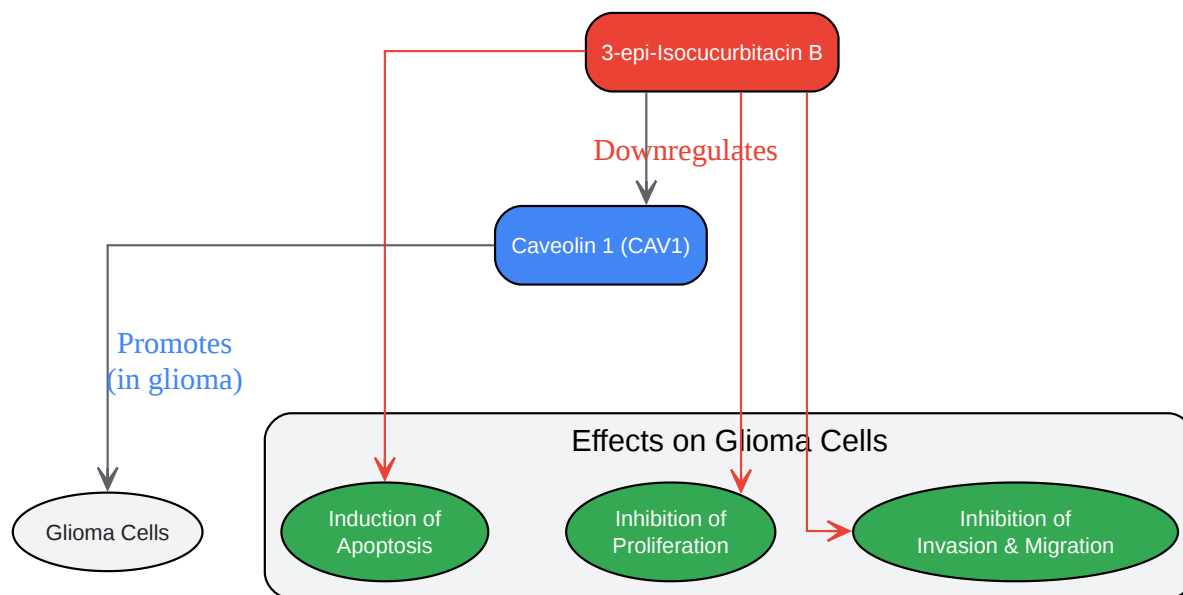 3-epi-Isocucurbitacin B
Downregulates
Caveolin 1 (CAV1)
Promotes
(in glioma)
Effects on Glioma Cells
Glioma Cells
Induction of
Apoptosis
Inhibition of
Proliferation
Inhibition of
Invasion & Migration